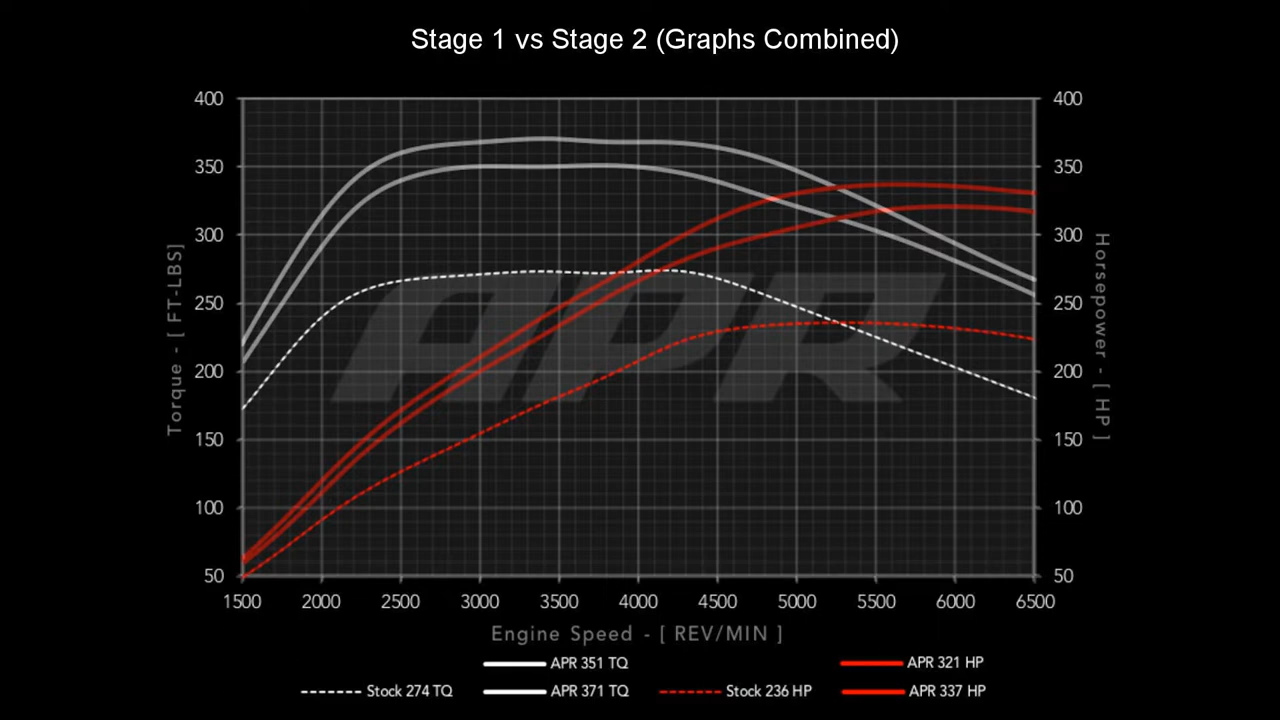 Stage 1 vs Stage 2 (Graphs Combined)
400 400
350 350
300 300
250 250
200 200
150 150
100 100
50 50
Torque - [ FT-LBS]
Horsepower - [ HP ]
APR
1500 2000 2500 3000 3500 4000 4500 5000 5500 6000 6500
Engine Speed - [ REV/MIN ]
APR 351 TQ APR 321 HP
Stock 274 TQ APR 371 TQ Stock 236 HP APR 337 HP